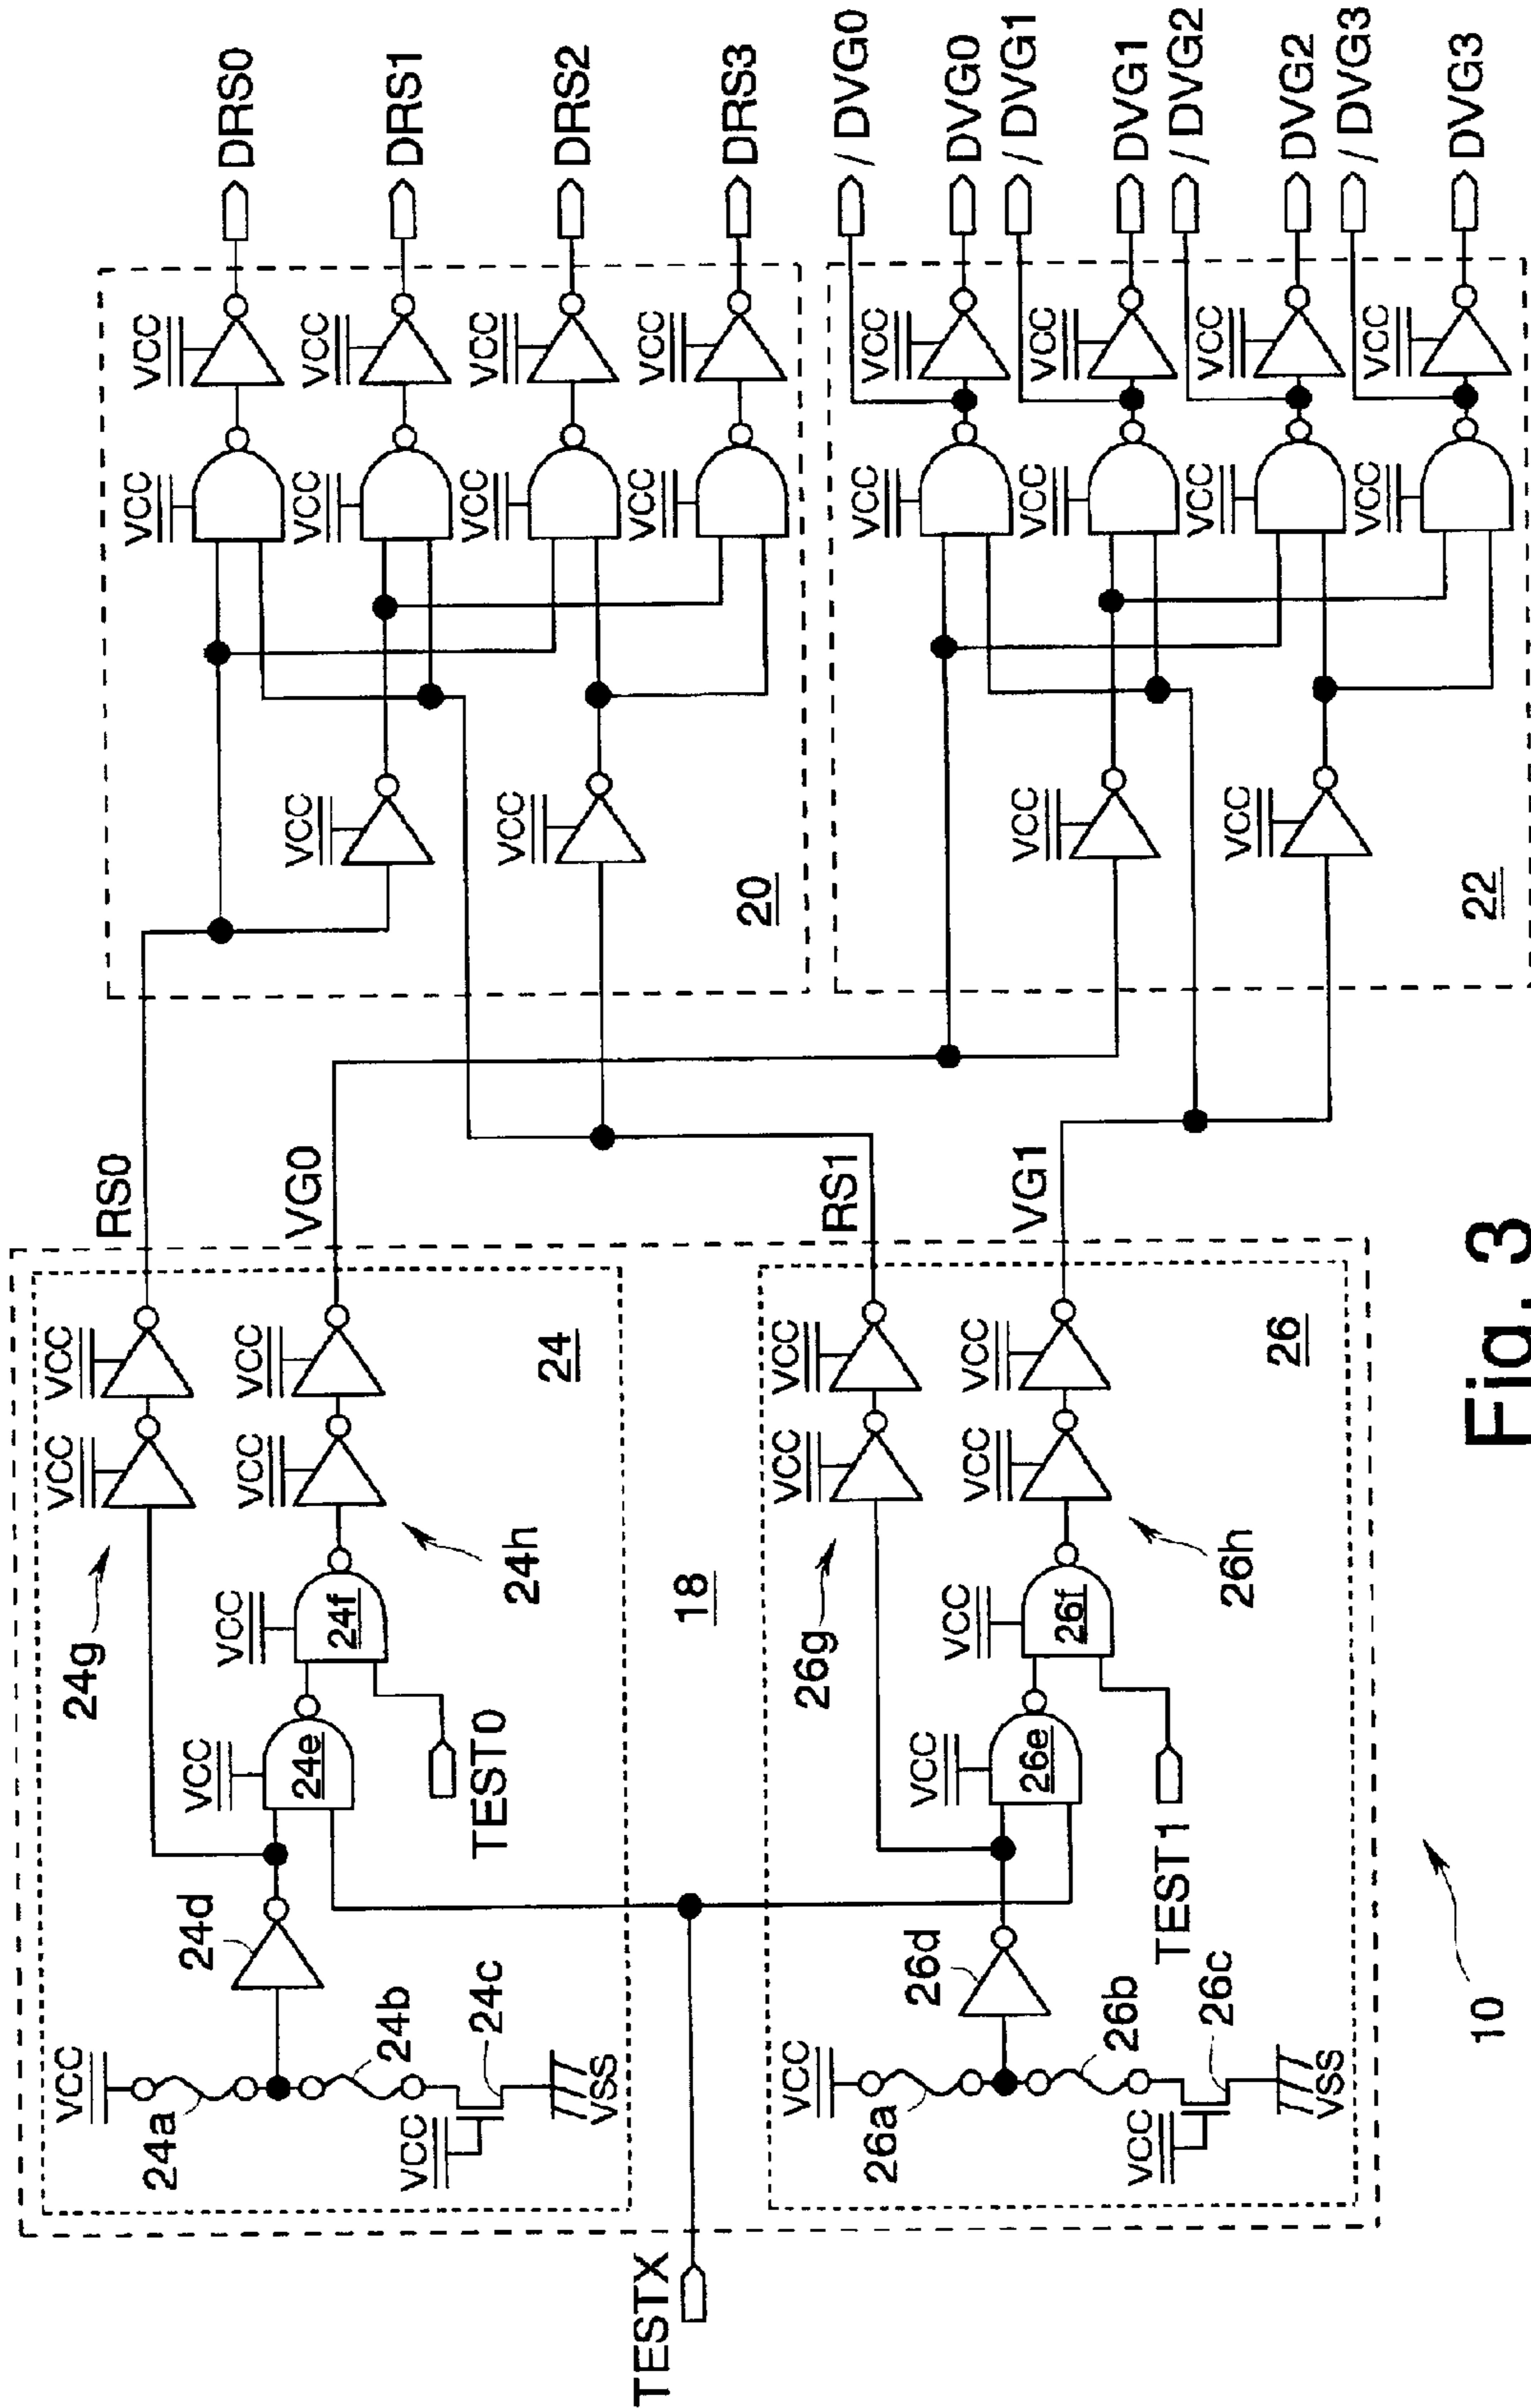 VCC
VCC
RS0
VCC
VCC
DRS0
24a
24g
VCC
24d
VCC
VCC
VCC
VCC
VG0
VCC
VCC
VCC
DRS1
24b
24e
24f
24
VCC
24c
TEST0
24h
VCC
VCC
VCC
DRS2
VSS
VCC
VCC
DRS3
TESTX
18
20
VCC
VCC
VCC
RS1
/ DVG0
26a
26g
VCC
VCC
DVG0
26d
VCC
VCC
VCC
VCC
VG1
/ DVG1
26b
26e
26f
VCC
VCC
VCC
DVG1
VCC
26c
TEST1
26h
/ DVG2
VSS
26
VCC
VCC
VCC
DVG2
/ DVG3
VCC
VCC
DVG3
10
22
Fig. 3